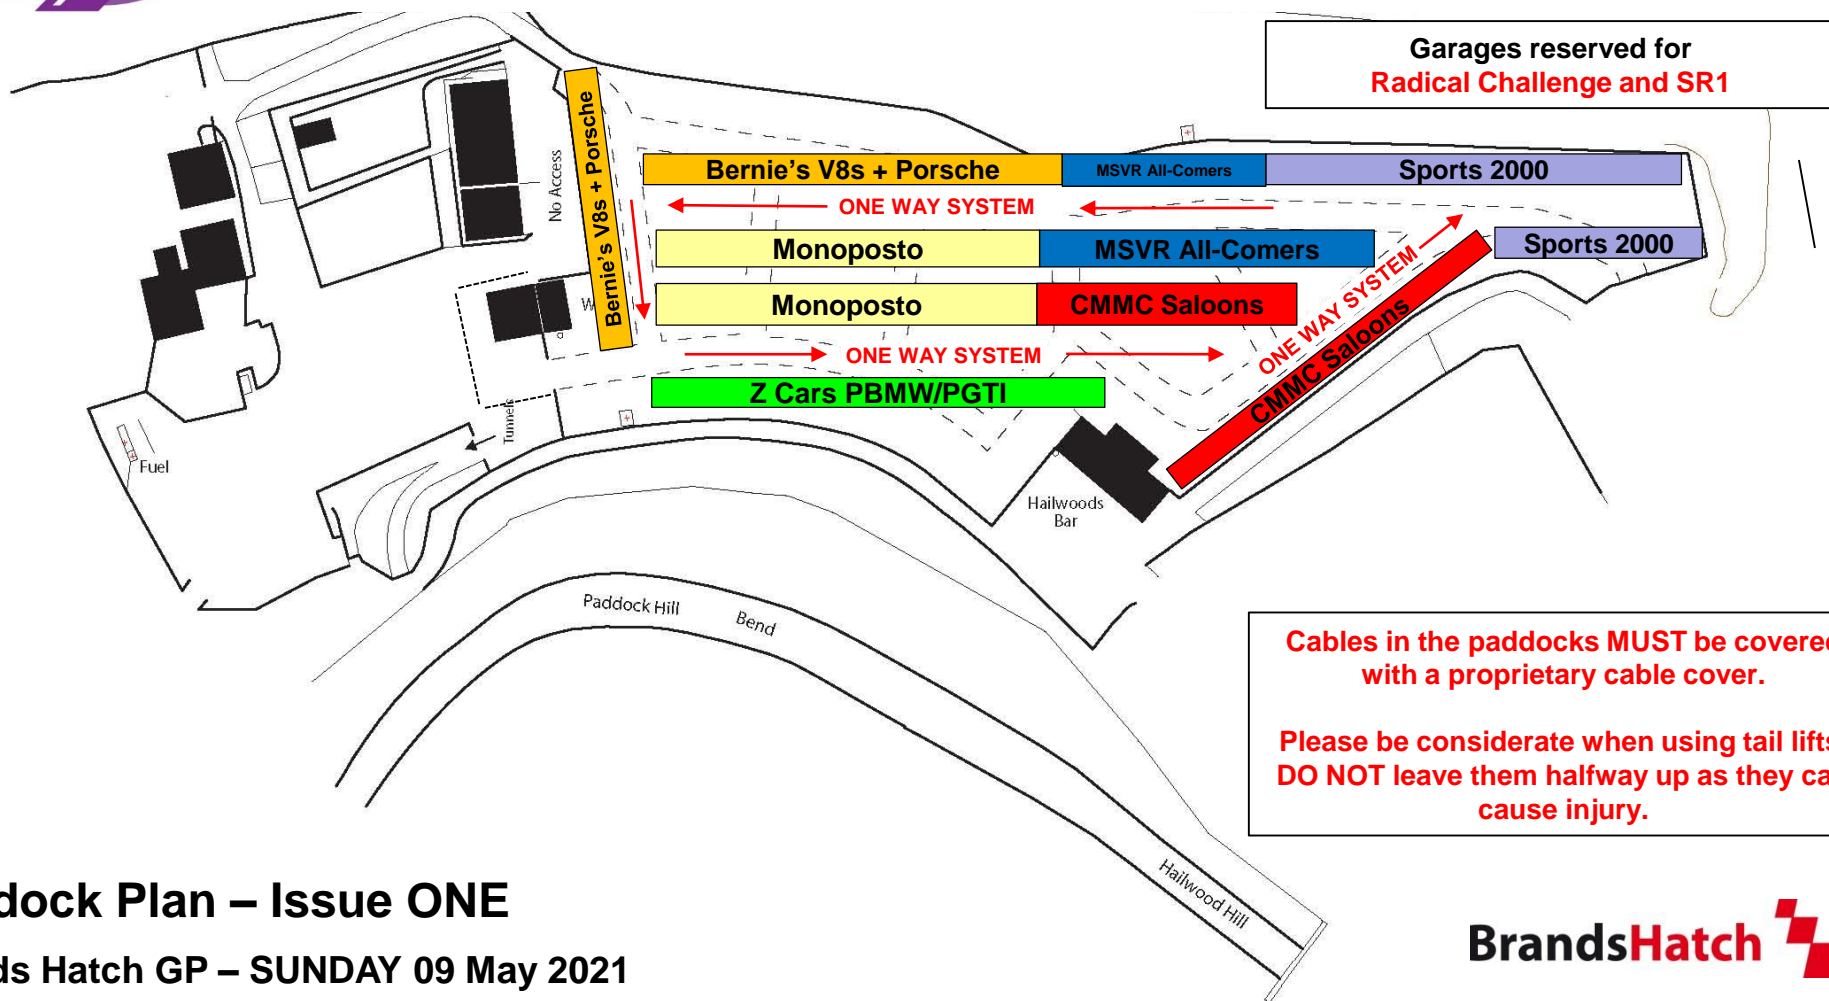 Garages reserved for
Radical Challenge and SR1
No Access
Bernie's V8s + Porsche
Bernie's V8s + Porsche
MSVR All-Comers
Sports 2000
ONE WAY SYSTEM
Monoposto
MSVR All-Comers
Sports 2000
Monoposto
CMMC Saloons
ONE WAY SYSTEM
ONE WAY SYSTEM
CMMC Saloons
Z Cars PBMW/PGTI
Tunnels
Fuel
Hailwoods
Bar
Paddock Hill
Bend
Hailwood Hill
Cables in the paddocks MUST be covered
with a proprietary cable cover.
Please be considerate when using tail lifts
DO NOT leave them halfway up as they ca
cause injury.
dock Plan – Issue ONE
ds Hatch GP – SUNDAY 09 May 2021
BrandsHatch